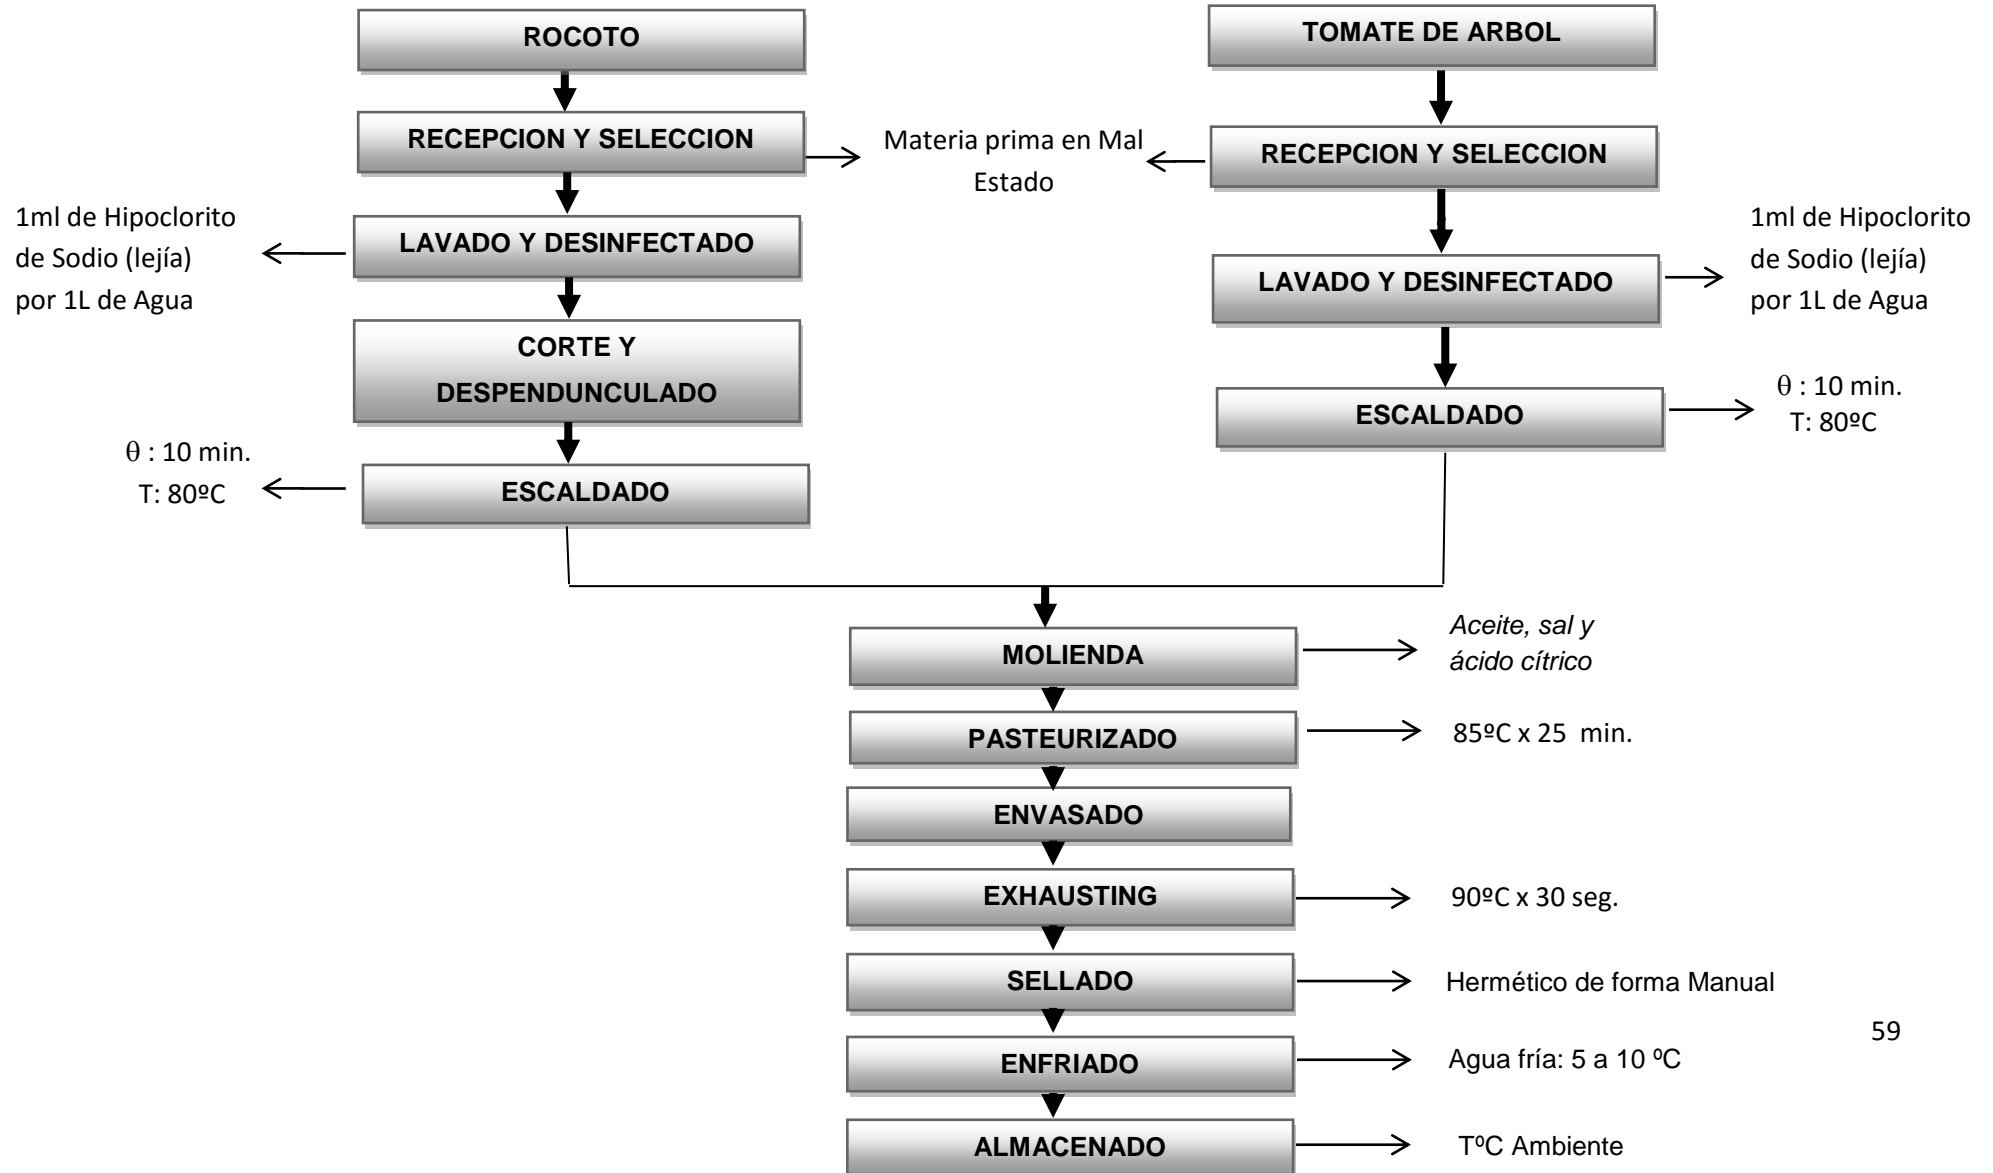 ROCOTO
TOMATE DE ARBOL
RECEPCION Y SELECCION
Materia prima en Mal
Estado
RECEPCION Y SELECCION
1ml de Hipoclorito
de Sodio (lejía)
por 1L de Agua
LAVADO Y DESINFECTADO
LAVADO Y DESINFECTADO
1ml de Hipoclorito
de Sodio (lejía)
por 1L de Agua
CORTE Y
DESPENDUNCULADO
ESCALDADO
θ : 10 min.
T: 80ºC
θ : 10 min.
T: 80ºC
ESCALDADO
MOLIENDA
Aceite, sal y
ácido cítrico
PASTEURIZADO
85ºC x 25 min.
ENVASADO
EXHAUSTING
90ºC x 30 seg.
SELLADO
Hermético de forma Manual
59
ENFRIADO
Agua fría: 5 a 10 ºC
ALMACENADO
TºC Ambiente